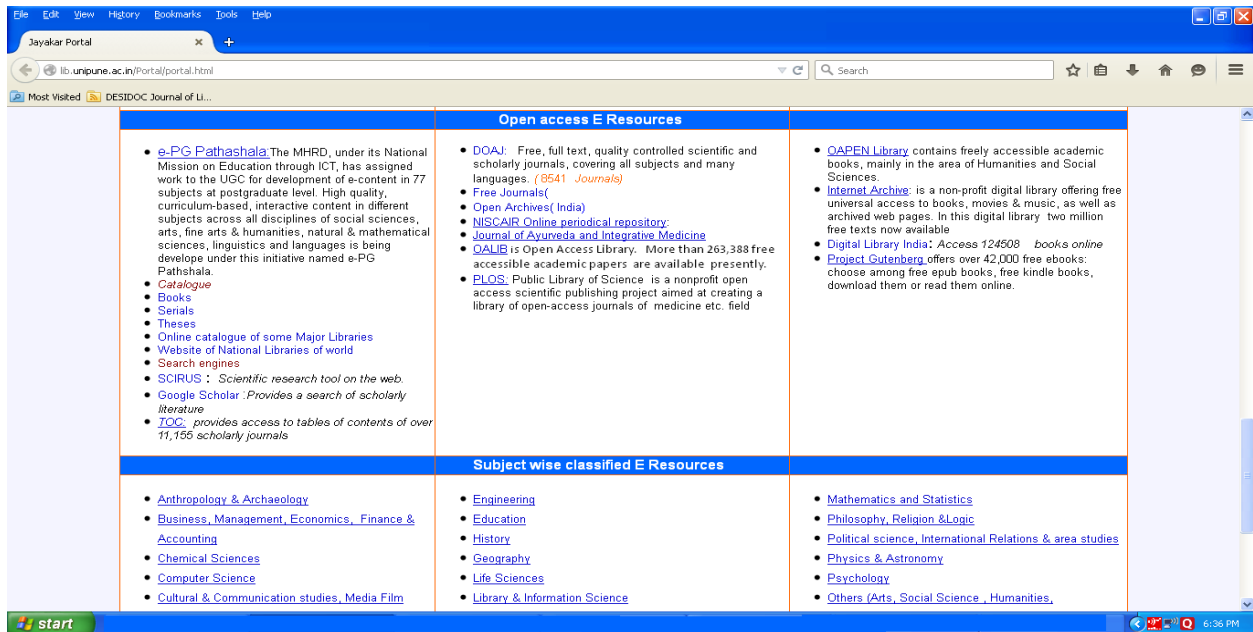 File Edit View History Bookmarks Tools Help
Jayakar Portal
lib.unipune.ac.in/Portal/portal.html
Search
Most Visited DESIDOC Journal of Li...
Open access E Resources
e-PG Pathashala:The MHRD, under its National
Mission on Education through ICT, has assigned
work to the UGC for development of e-content in 77
subjects at postgraduate level. High quality,
curriculum-based, interactive content in different
subjects across all disciplines of social sciences,
arts, fine arts & humanities, natural & mathematical
sciences, linguistics and languages is being
develope under this initiative named e-PG
Pathshala.
Catalogue
Books
Serials
Theses
Online catalogue of some Major Libraries
Website of National Libraries of world
Search engines
SCIRUS : Scientific research tool on the web.
Google Scholar :Provides a search of scholarly
literature
TOC: provides access to tables of contents of over
11,155 scholarly journals
DOAJ: Free, full text, quality controlled scientific and
scholarly journals, covering all subjects and many
languages. ( 8541 Journals)
Free Journals(
Open Archives( India)
NISCAIR Online periodical repository:
Journal of Ayurveda and Integrative Medicine
OALIB is Open Access Library. More than 263,388 free
accessible academic papers are available presently.
PLOS: Public Library of Science is a nonprofit open
access scientific publishing project aimed at creating a
library of open-access journals of medicine etc. field
OAPEN Library contains freely accessible academic
books, mainly in the area of Humanities and Social
Sciences.
Internet Archive: is a non-profit digital library offering free
universal access to books, movies & music, as well as
archived web pages. In this digital library two million
free texts now available
Digital Library India: Access 124508 books online
Project Gutenberg offers over 42,000 free ebooks:
choose among free epub books, free kindle books,
download them or read them online.
Subject wise classified E Resources
Anthropology & Archaeology
Business, Management, Economics, Finance &
Accounting
Chemical Sciences
Computer Science
Cultural & Communication studies, Media Film
Engineering
Education
History
Geography
Life Sciences
Library & Information Science
Mathematics and Statistics
Philosophy, Religion &Logic
Political science, International Relations & area studies
Physics & Astronomy
Psychology
Others (Arts, Social Science , Humanities,
start
6:36 PM